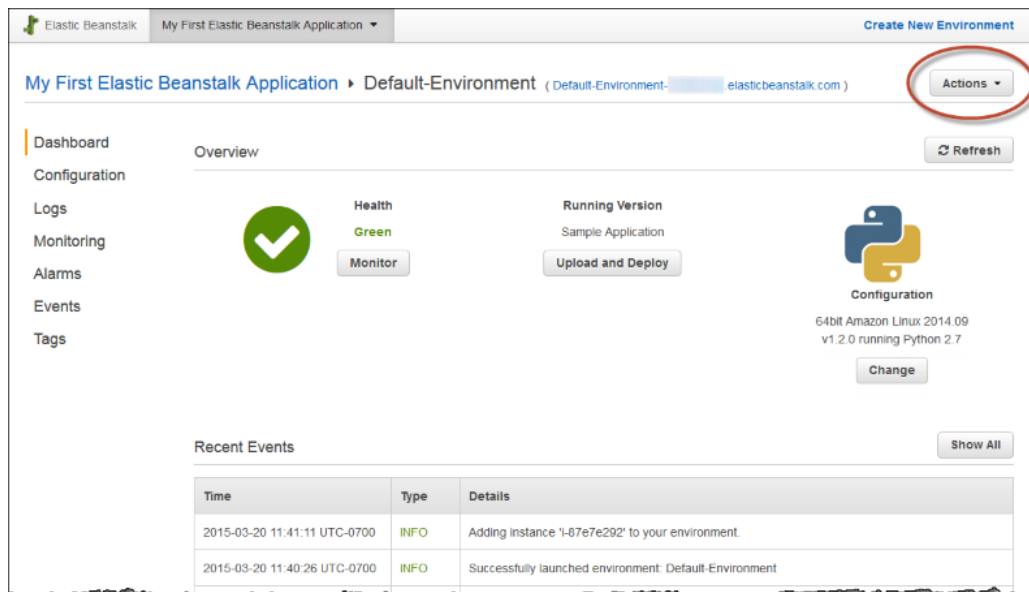 Elastic Beanstalk My First Elastic Beanstalk Application Create New Environment
My First Elastic Beanstalk Application Default-Environment ( Default-Environment- .elasticbeanstalk.com ) Actions
Dashboard
Configuration
Logs
Monitoring
Alarms
Events
Tags
Overview Refresh
Health
Green
Monitor
Running Version
Sample Application
Upload and Deploy
Configuration
64bit Amazon Linux 2014.09
v1.2.0 running Python 2.7
Change
Recent Events Show All
Time Type Details
2015-03-20 11:41:11 UTC-0700 INFO Adding instance 'i-87e7e292' to your environment.
2015-03-20 11:40:26 UTC-0700 INFO Successfully launched environment: Default-Environment